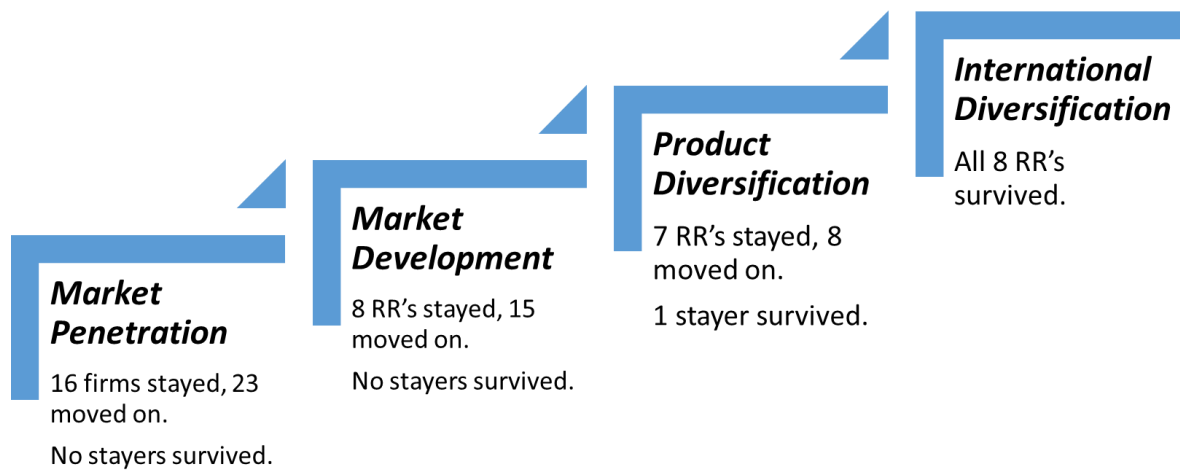 Market
Penetration
16 firms stayed, 23
moved on.
No stayers survived.
Market
Development
8 RR's stayed, 15
moved on.
No stayers survived.
Product
Diversification
7 RR's stayed, 8
moved on.
1 stayer survived.
International
Diversification
All 8 RR's
survived.